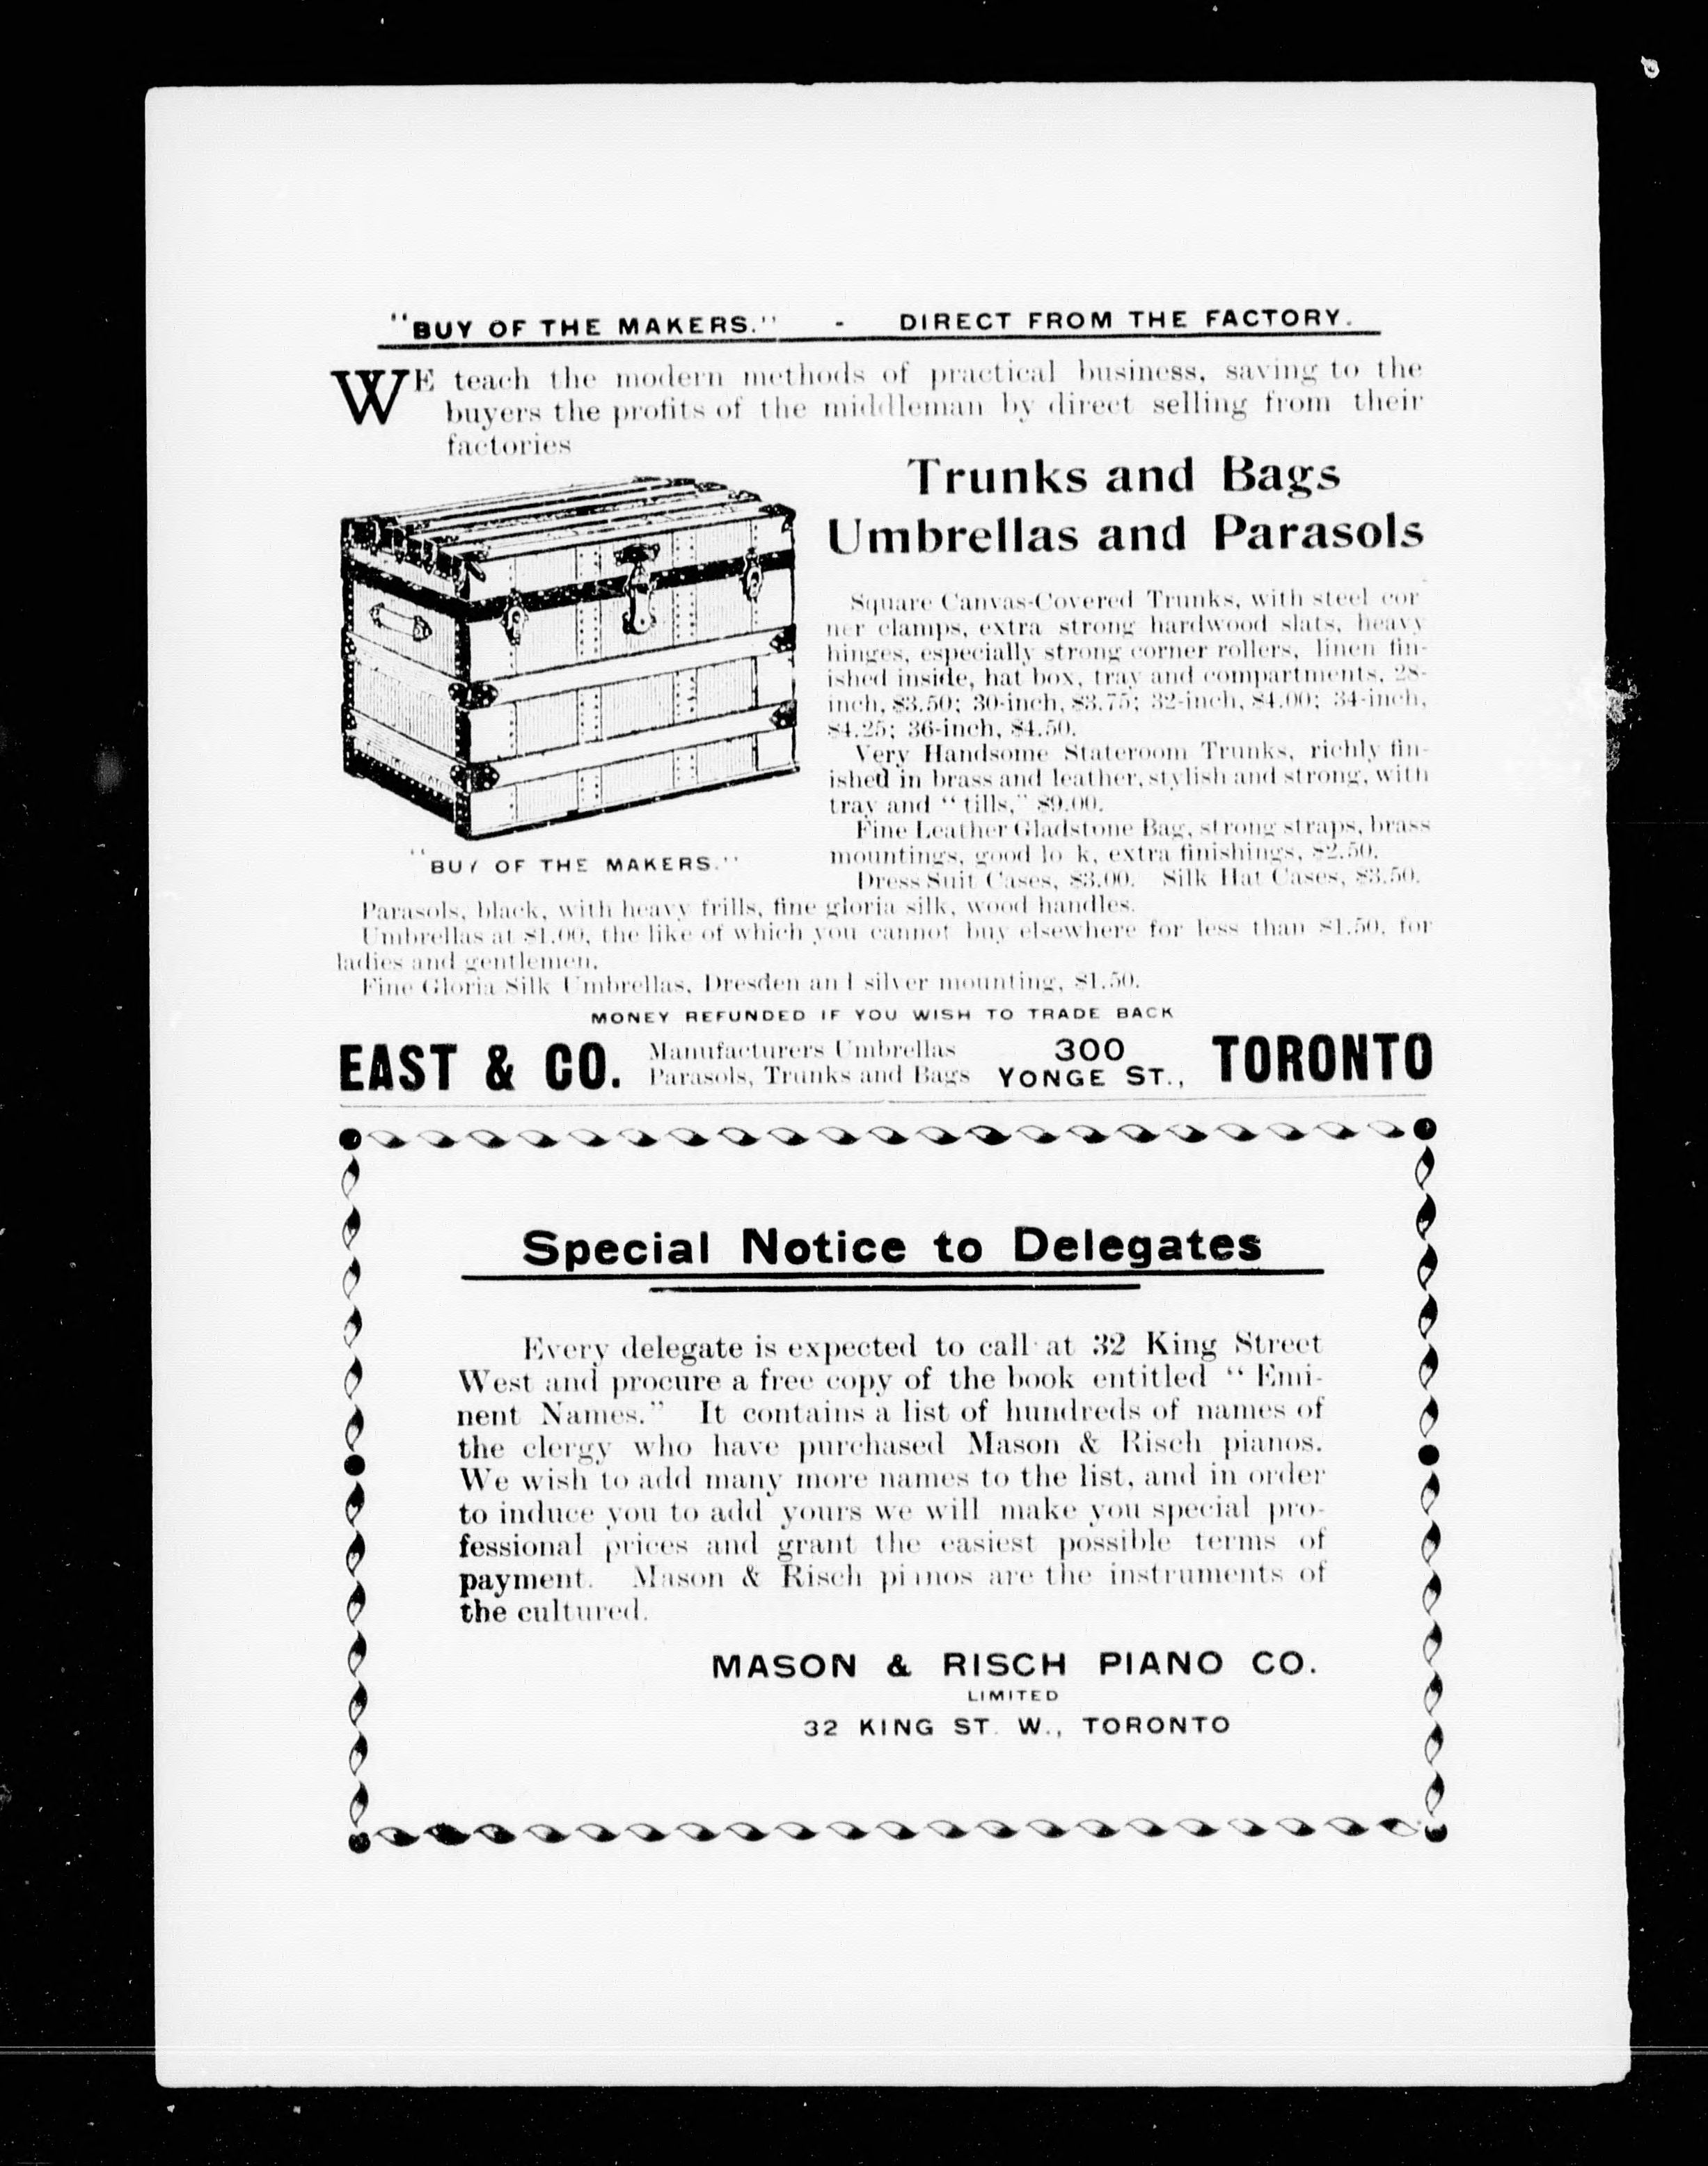 "BUY OF THE MAKERS." - DIRECT FROM THE FACTORY.
WE teach the modern methods of practical business, saving to the
buyers the profits of the middleman by direct selling from their
factories
Trunks and Bags
Umbrellas and Parasols
Square Canvas-Covered Trunks, with steel cor
ner clamps, extra strong hardwood slats, heavy
hinges, especially strong corner rollers, linen fin-
ished inside, hat box, tray and compartments, 28-
inch, $3.50; 30-inch, $3.75; 32-inch, $4.00; 34-inch,
$4.25; 36-inch, $4.50.
Very Handsome Stateroom Trunks, richly fin-
ished in brass and leather, stylish and strong, with
tray and "tills," $9.00.
Fine Leather Gladstone Bag, strong straps, brass
mountings, good lo k, extra finishings, $2.50.
Dress Suit Cases, $3.00. Silk Hat Cases, $3.50.
"BUY OF THE MAKERS."
Parasols, black, with heavy frills, fine gloria silk, wood handles.
Umbrellas at $1.00, the like of which you cannot buy elsewhere for less than $1.50, for
ladies and gentlemen.
Fine Gloria Silk Umbrellas, Dresden and silver mounting, $1.50.
MONEY REFUNDED IF YOU WISH TO TRADE BACK
EAST & CO. Manufacturers Umbrellas
Parasols, Trunks and Bags 300
YONGE ST., TORONTO
Special Notice to Delegates
Every delegate is expected to call at 32 King Street
West and procure a free copy of the book entitled "Emi-
nent Names." It contains a list of hundreds of names of
the clergy who have purchased Mason & Risch pianos.
We wish to add many more names to the list, and in order
to induce you to add yours we will make you special pro-
fessional prices and grant the easiest possible terms of
payment. Mason & Risch pianos are the instruments of
the cultured.
MASON & RISCH PIANO CO.
LIMITED
32 KING ST. W., TORONTO